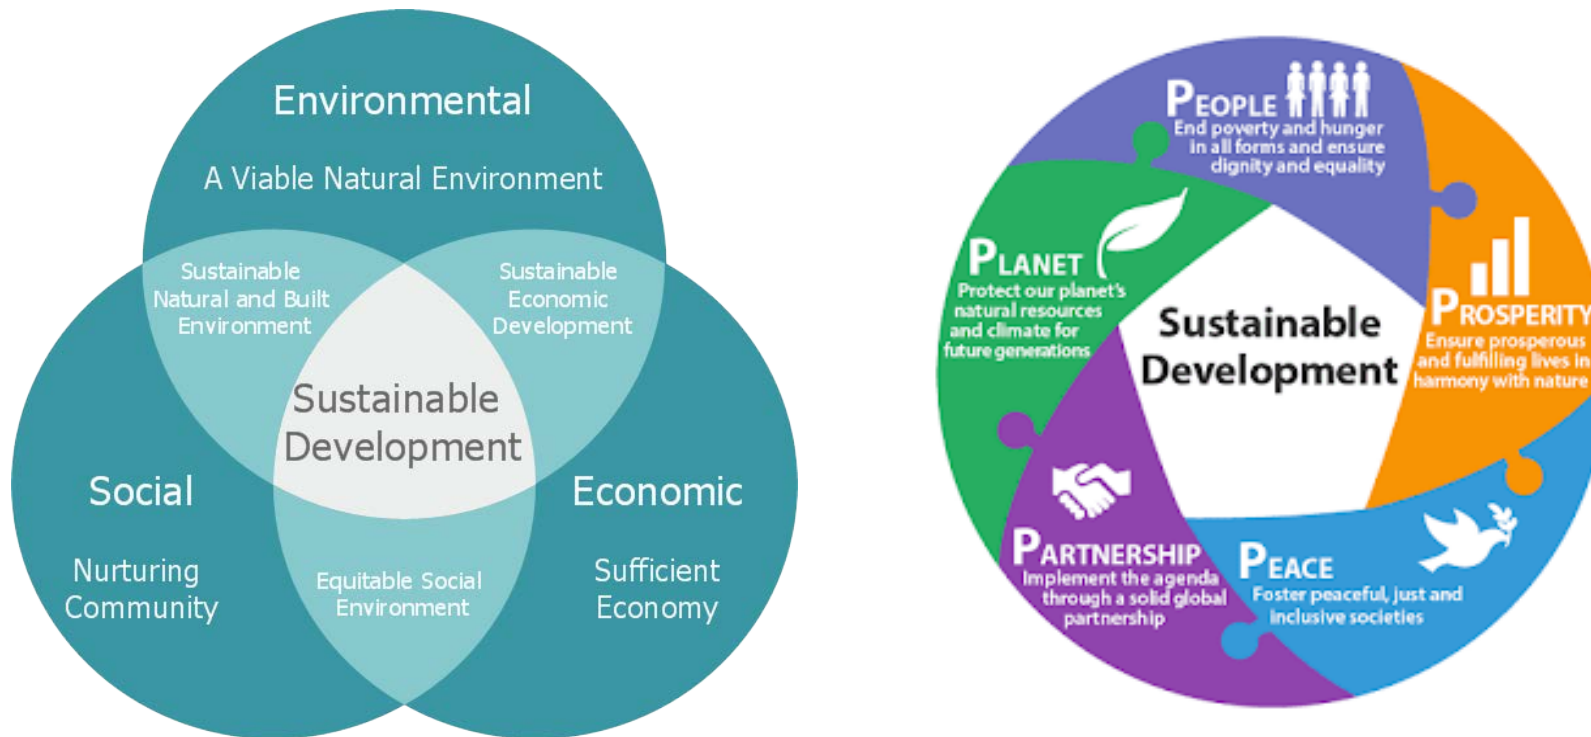 Environmental
A Viable Natural Environment
Sustainable
Natural and Built
Environment
Sustainable
Economic
Development
Sustainable
Development
Social
Nurturing
Community
Economic
Sufficient
Economy
Equitable Social
Environment
PEOPLE
End poverty and hunger
in all forms and ensure
dignity and equality
PLANET
Protect our planet's
natural resources
and climate for
future generations
PROSPERITY
Ensure prosperous
and fulfilling lives in
harmony with nature
Sustainable
Development
PARTNERSHIP
Implement the agenda
through a solid global
partnership
PEACE
Foster peaceful, just and
inclusive societies